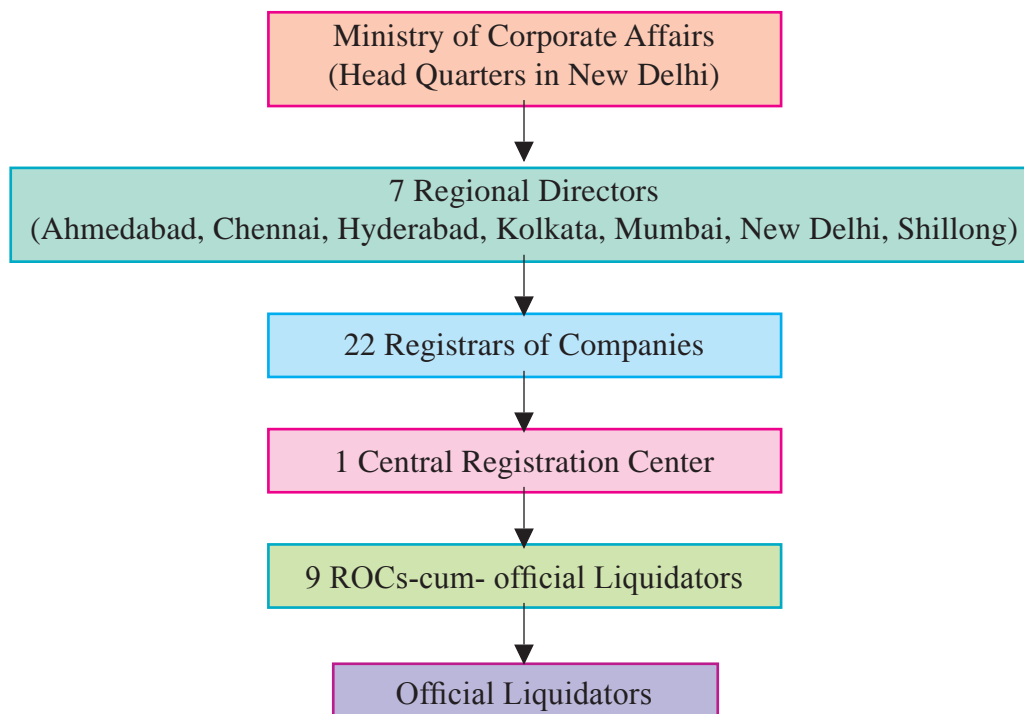 Ministry of Corporate Affairs
(Head Quarters in New Delhi)
7 Regional Directors
(Ahmedabad, Chennai, Hyderabad, Kolkata, Mumbai, New Delhi, Shillong)
22 Registrars of Companies
1 Central Registration Center
9 ROCs-cum- official Liquidators
Official Liquidators